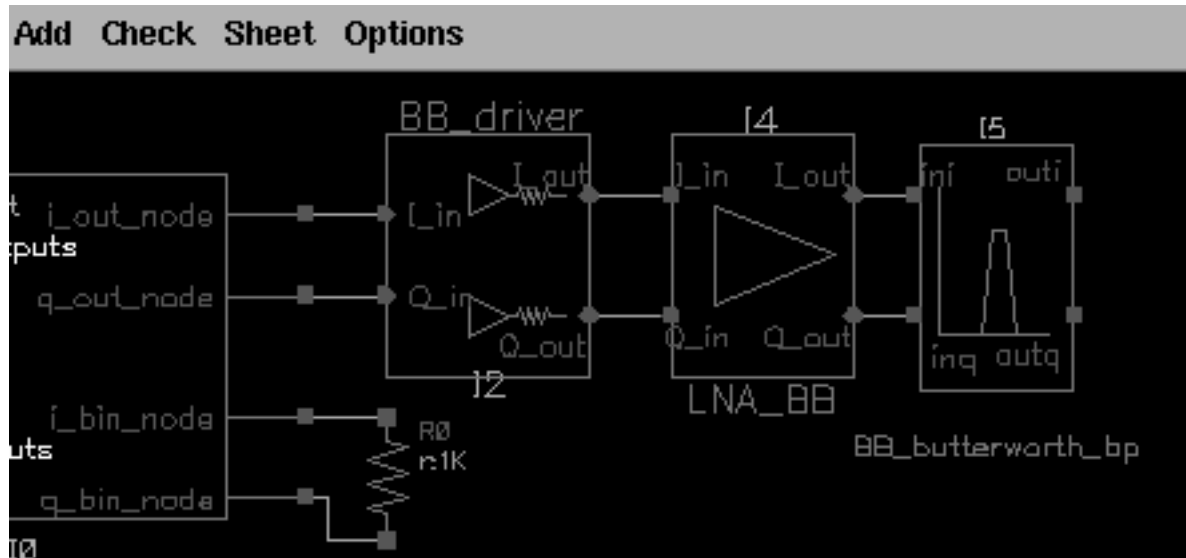 Add Check Sheet Options
BB_driver
I4
I5
I_out
I_in
I_out
ini
outi
t
i_out_node
I_in
puts
q_out_node
Q_in
Q_out
Q_in
Q_out
inq
outq
I2
LNA_BB
i_bin_node
R0
BB_butterworth_bp
uts
r:1K
q_bin_node
I0